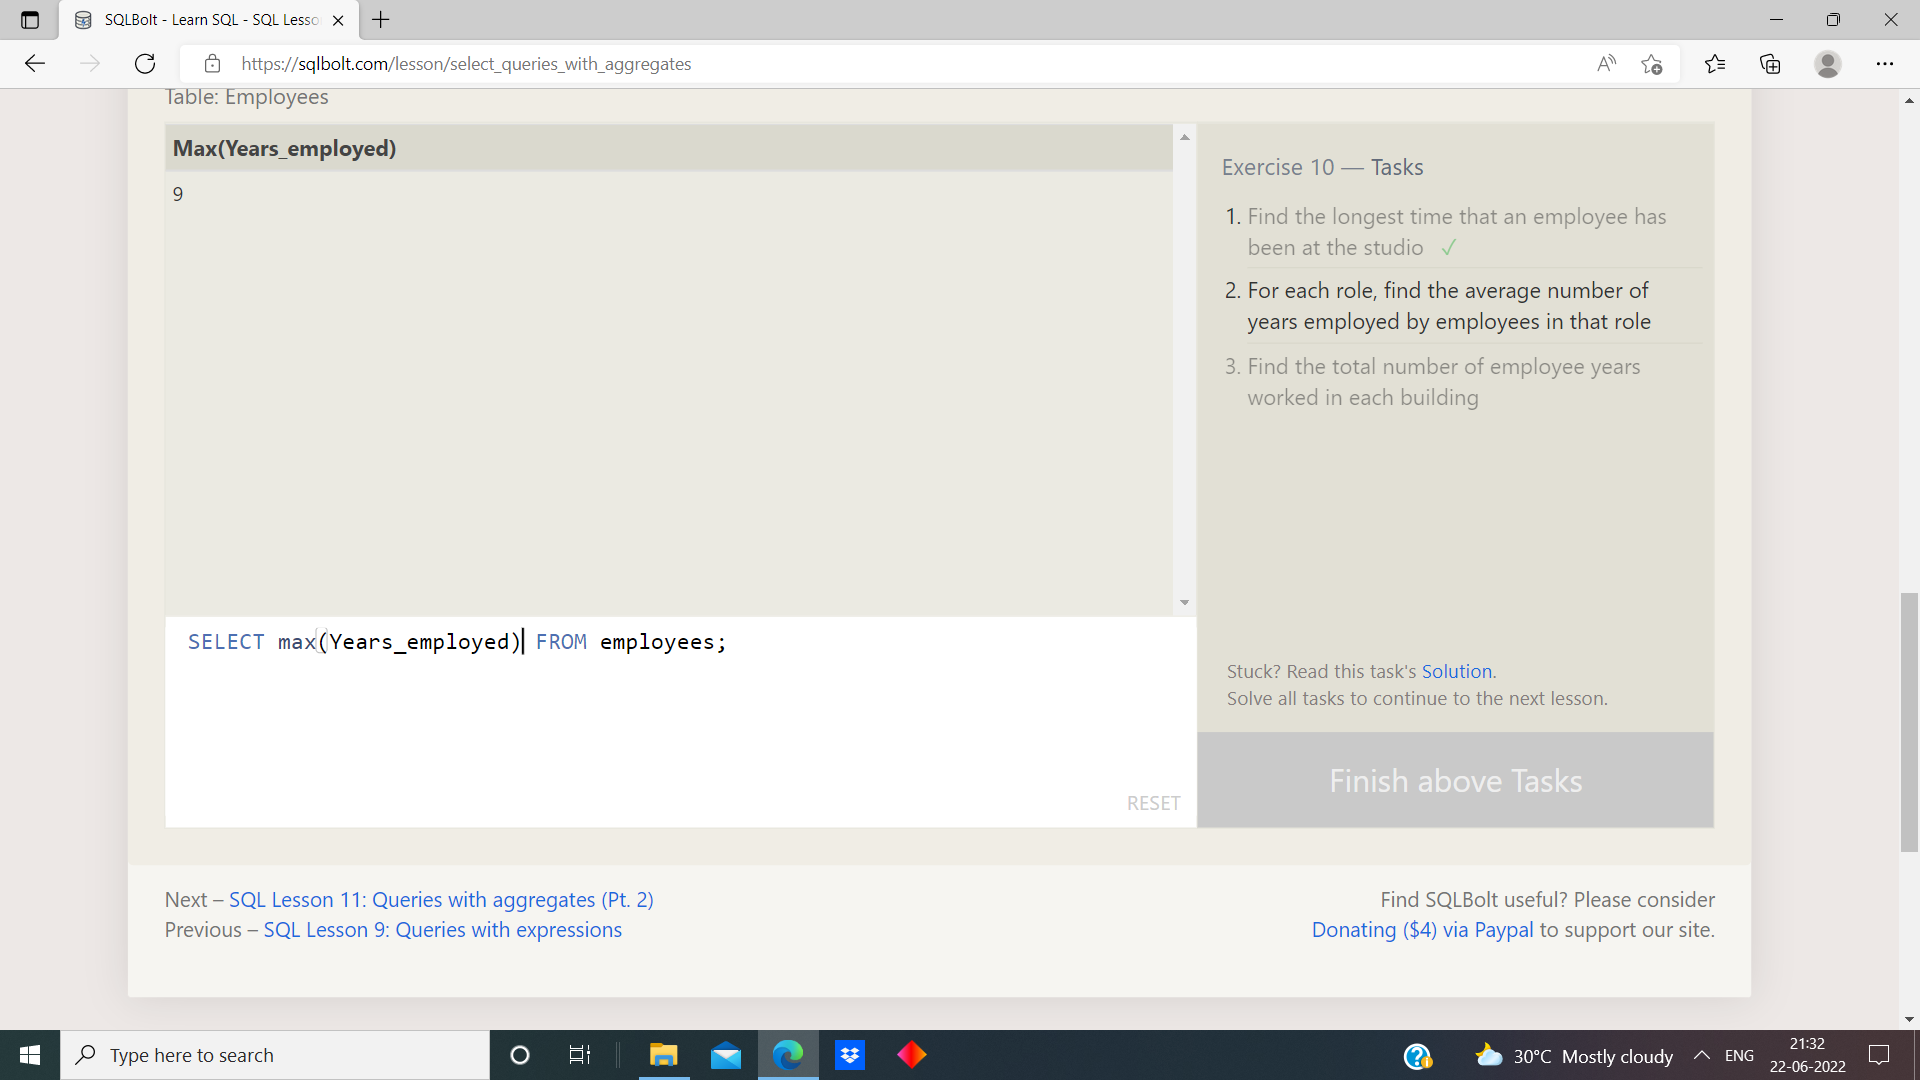 SQLBolt - Learn SQL - SQL Lesso
https://sqlbolt.com/lesson/select_queries_with_aggregates
Table: Employees
Max(Years_employed)
9
Exercise 10 — Tasks
1. Find the longest time that an employee has
been at the studio ✓
2. For each role, find the average number of
years employed by employees in that role
3. Find the total number of employee years
worked in each building
SELECT max(Years_employed) FROM employees;
RESET
Stuck? Read this task's Solution.
Solve all tasks to continue to the next lesson.
Finish above Tasks
Next – SQL Lesson 11: Queries with aggregates (Pt. 2)
Previous – SQL Lesson 9: Queries with expressions
Find SQLBolt useful? Please consider
Donating ($4) via Paypal to support our site.
Type here to search
30°C Mostly cloudy
ENG
21:32
22-06-2022